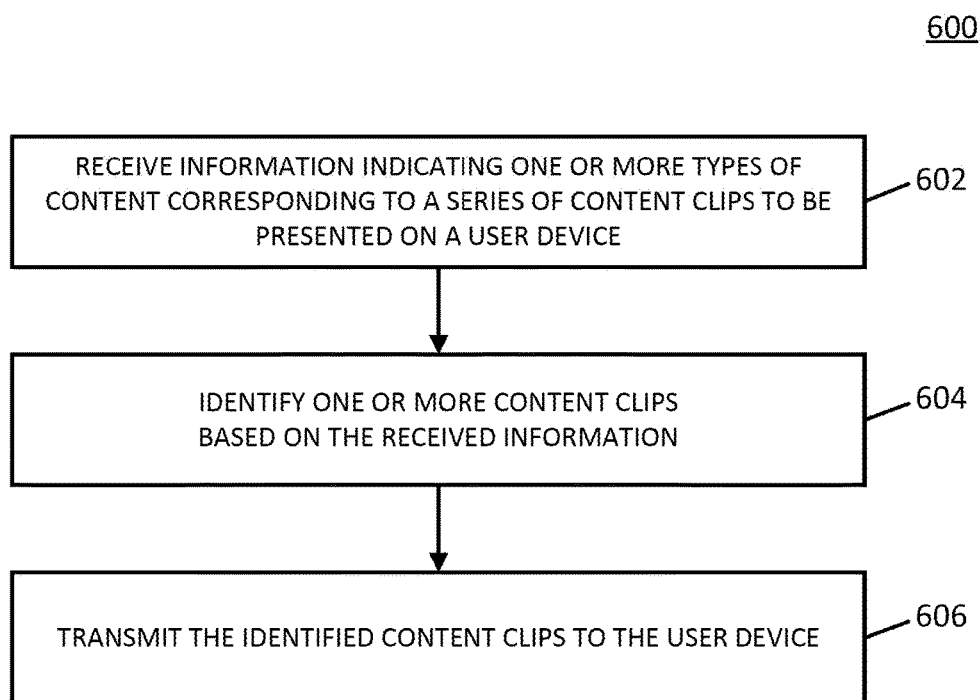 600
RECEIVE INFORMATION INDICATING ONE OR MORE TYPES OF
CONTENT CORRESPONDING TO A SERIES OF CONTENT CLIPS TO BE
PRESENTED ON A USER DEVICE
602
IDENTIFY ONE OR MORE CONTENT CLIPS
BASED ON THE RECEIVED INFORMATION
604
TRANSMIT THE IDENTIFIED CONTENT CLIPS TO THE USER DEVICE
606